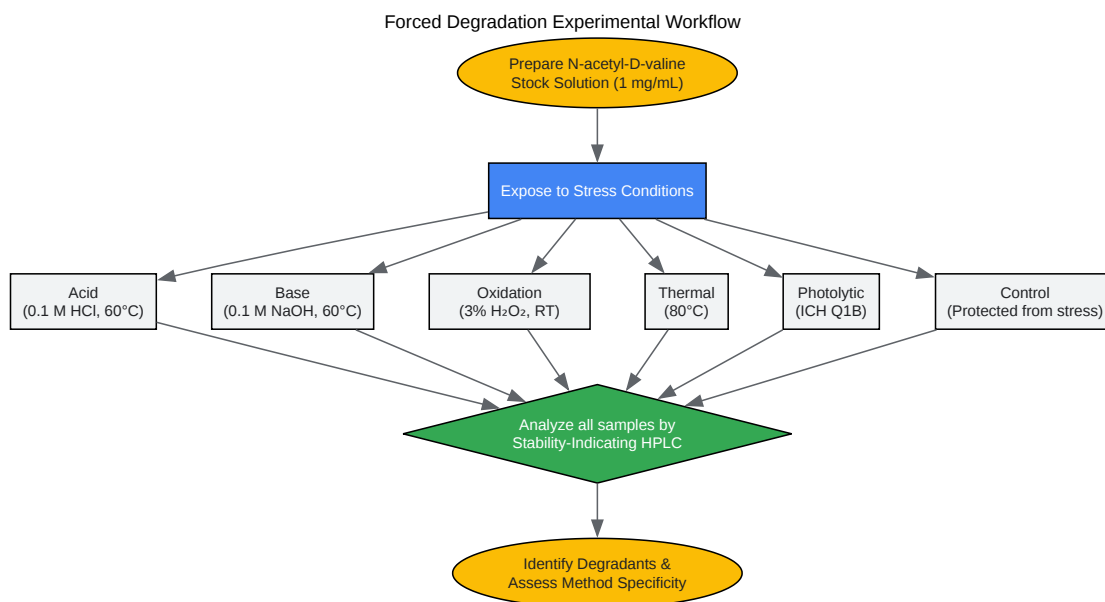 Forced Degradation Experimental Workflow
Prepare N-acetyl-D-valine
Stock Solution (1 mg/mL)
Expose to Stress Conditions
Acid
(0.1 M HCl, 60°C)
Base
(0.1 M NaOH, 60°C)
Oxidation
(3% H₂O₂, RT)
Thermal
(80°C)
Photolytic
(ICH Q1B)
Control
(Protected from stress)
Analyze all samples by
Stability-Indicating HPLC
Identify Degradants &
Assess Method Specificity